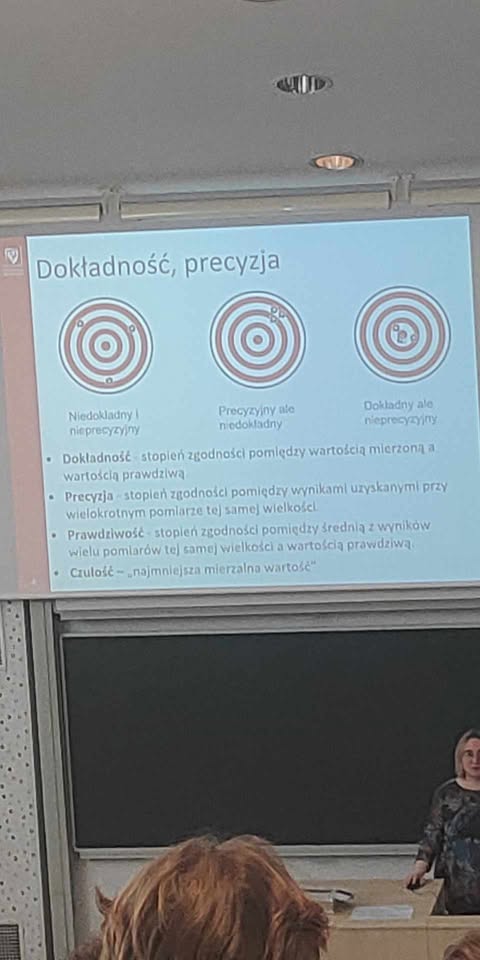 Dokładność, precyzja
Niedokładny i
nieprecyzyjny
Precyzyjny ale
niedokładny
Dokładny ale
nieprecyzyjny
• Dokładność - stopień zgodności pomiędzy wartością mierzoną a
wartością prawdziwą.
• Precyzja - stopień zgodności pomiędzy wynikami uzyskanymi przy
wielokrotnym pomiarze tej samej wielkości.
• Prawdziwość - stopień zgodności pomiędzy średnią z wyników
wielu pomiarów tej samej wielkości a wartością prawdziwą.
• Czułość – „najmniejsza mierzalna wartość”